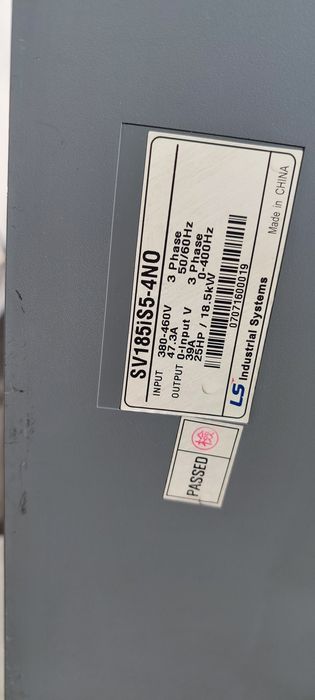 SV185iS5-4NO
INPUT 380-460V 3 Phase
47.3A 50/60Hz
OUTPUT 0-Input V 3 Phase
39A 0-400Hz
25HP / 18.5kW
07071600019
LS Industrial Systems Made in CHINA
PASSED 檢